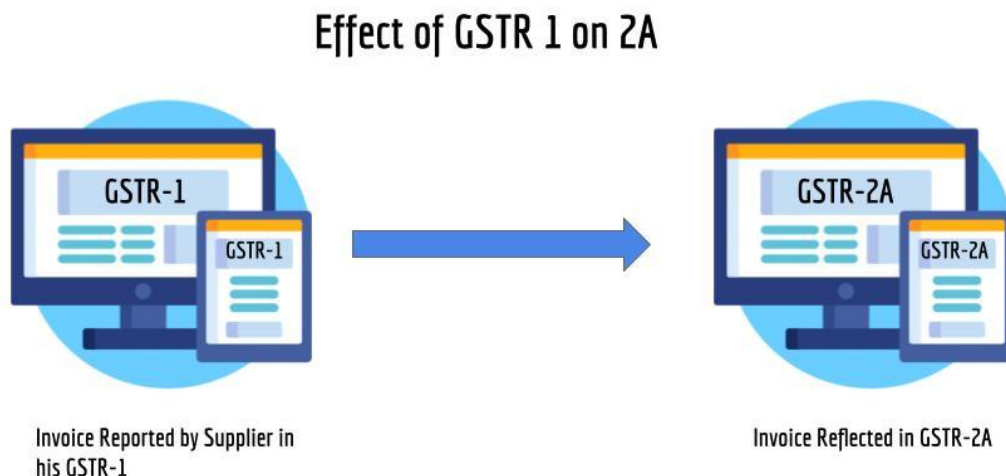 Effect of GSTR 1 on 2A
GSTR-1
GSTR-1
GSTR-2A
GSTR-2A
Invoice Reported by Supplier in
his GSTR-1
Invoice Reflected in GSTR-2A